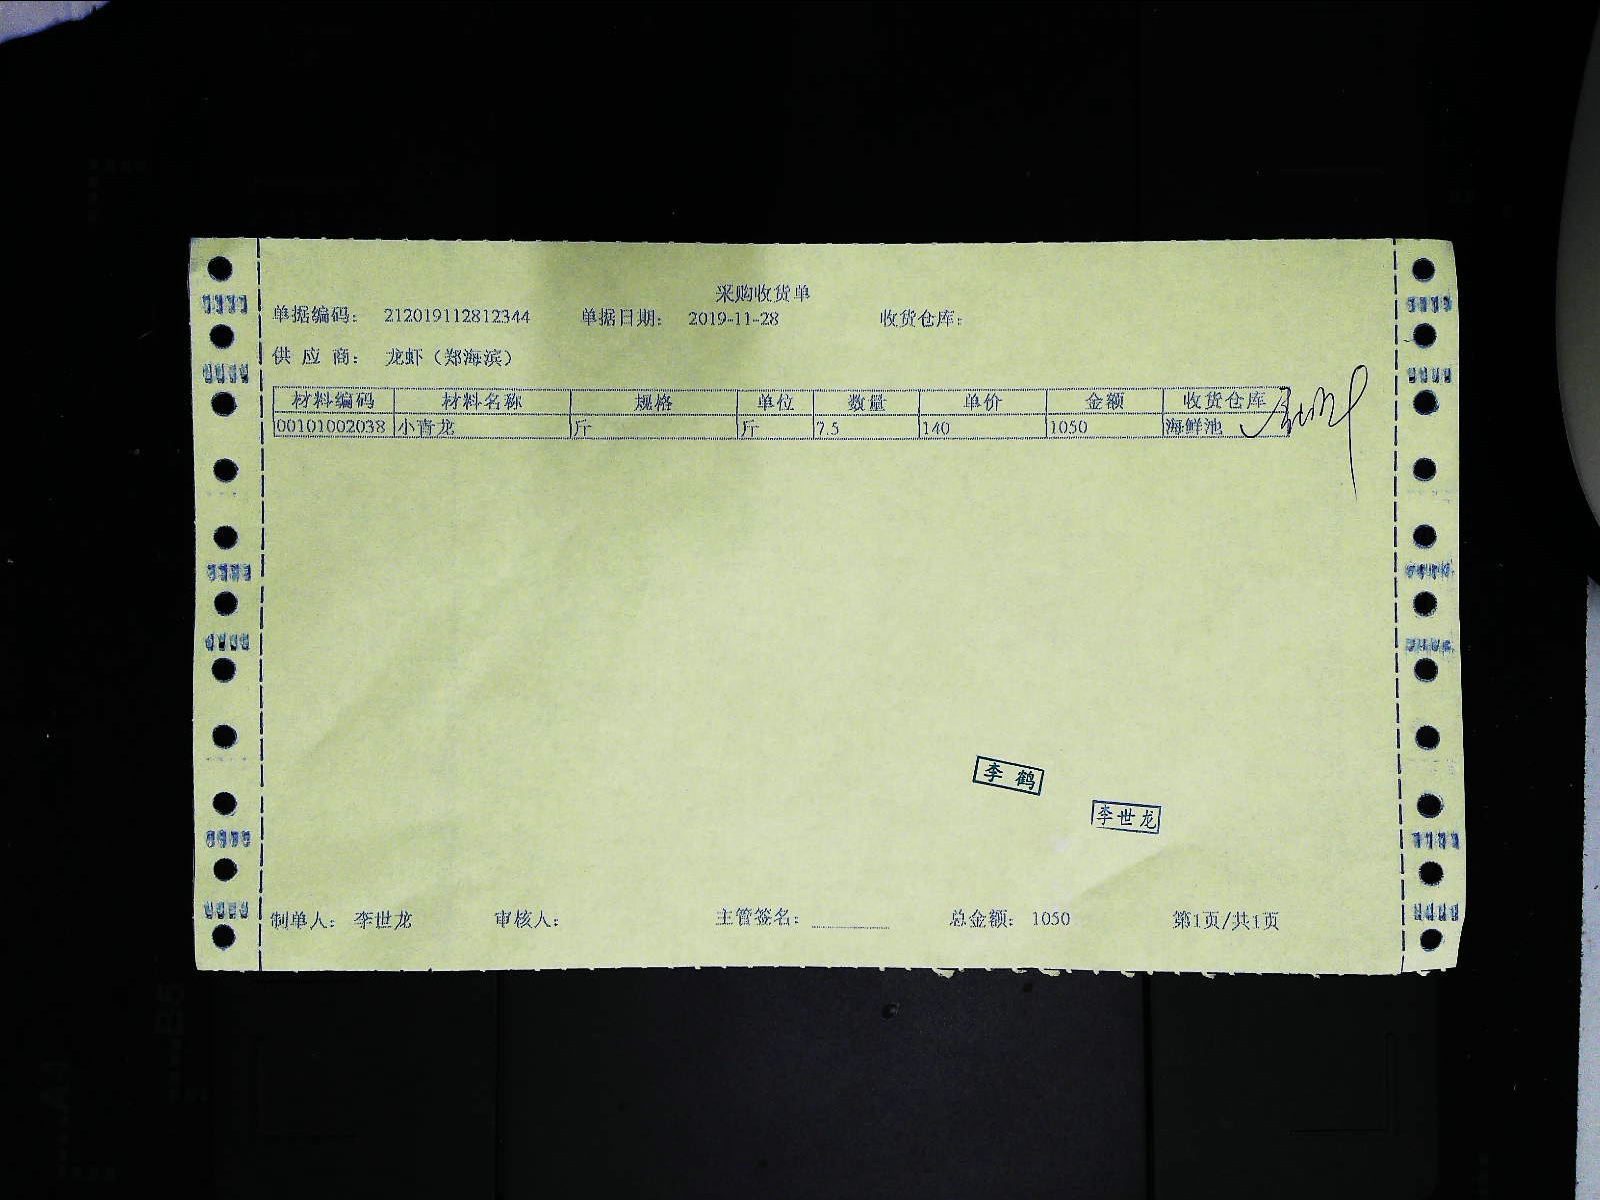 采购收货单
单据编码: 212019112812344 单据日期: 2019-11-28 收货仓库:
供 应 商: 龙虾（郑海滨）
材料编码 材料名称 规格 单位 数量 单价 金额 收货仓库
00101002038 小青龙 斤 斤 7.5 140 1050 海鲜池
李 鹤
李世龙
制单人: 李世龙 审核人: 主管签名: 总金额: 1050 第1页/共1页